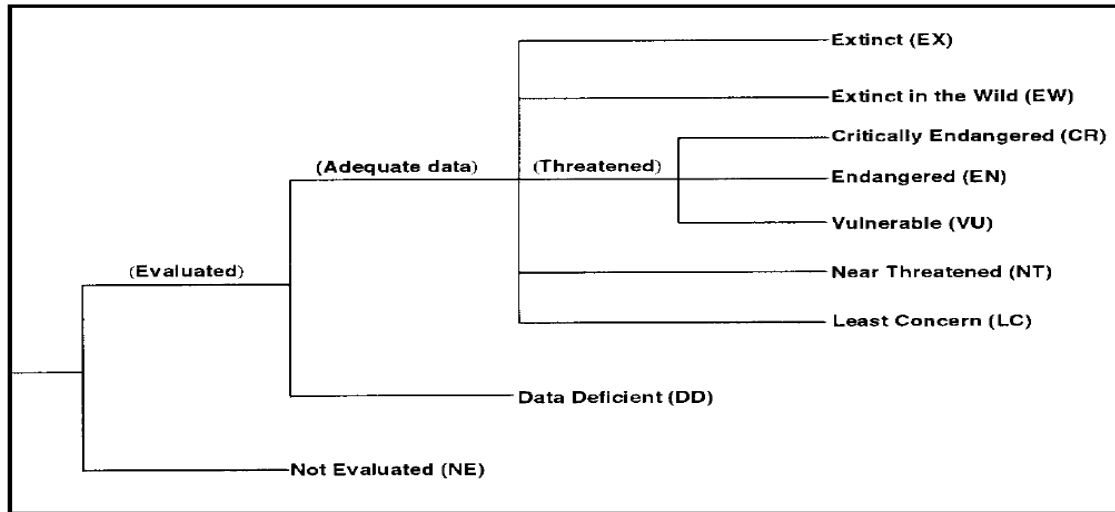 Extinct (EX)
Extinct in the Wild (EW)
Critically Endangered (CR)
(Adequate data)
(Threatened)
Endangered (EN)
Vulnerable (VU)
(Evaluated)
Near Threatened (NT)
Least Concern (LC)
Data Deficient (DD)
Not Evaluated (NE)